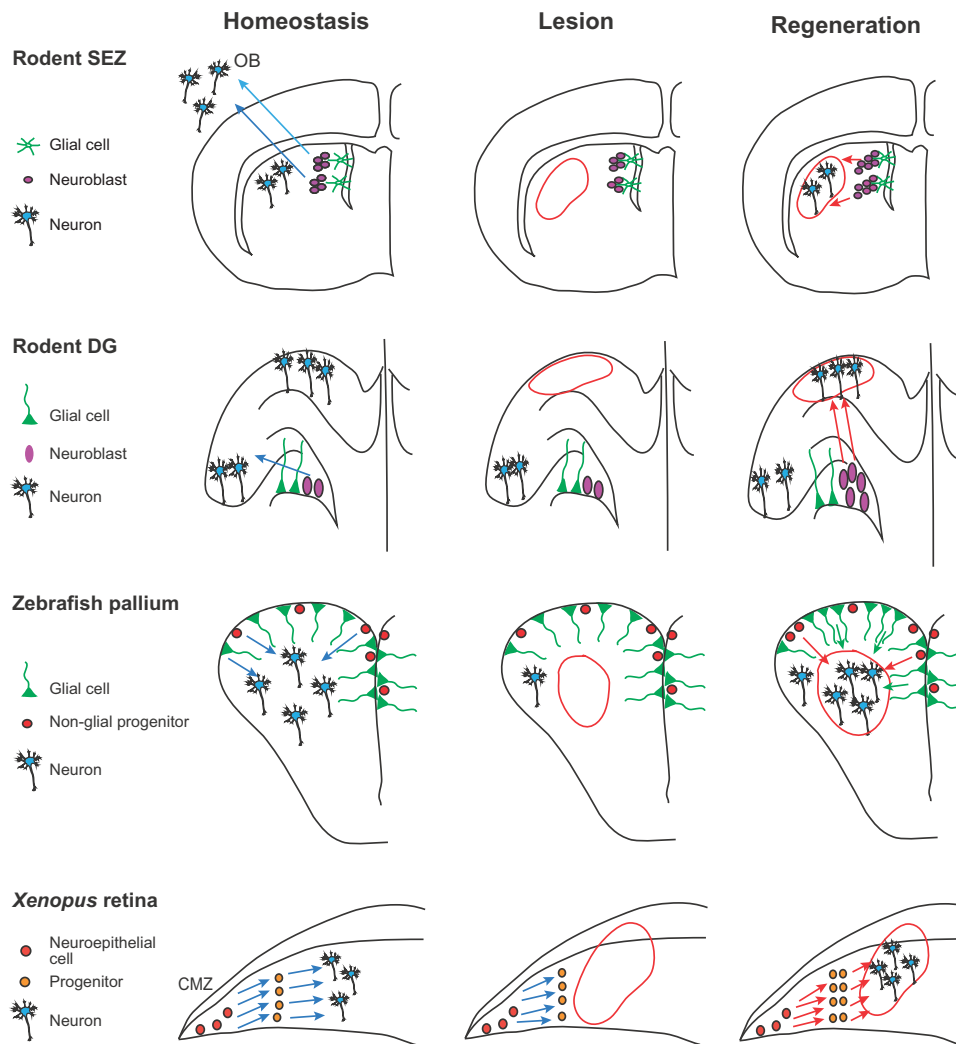 Homeostasis
Lesion
Regeneration
Rodent SEZ
OB
Glial cell
Neuroblast
Neuron
Rodent DG
Glial cell
Neuroblast
Neuron
Zebrafish pallium
Glial cell
Non-glial progenitor
Neuron
Xenopus retina
Neuroepithelial
cell
Progenitor
Neuron
CMZ